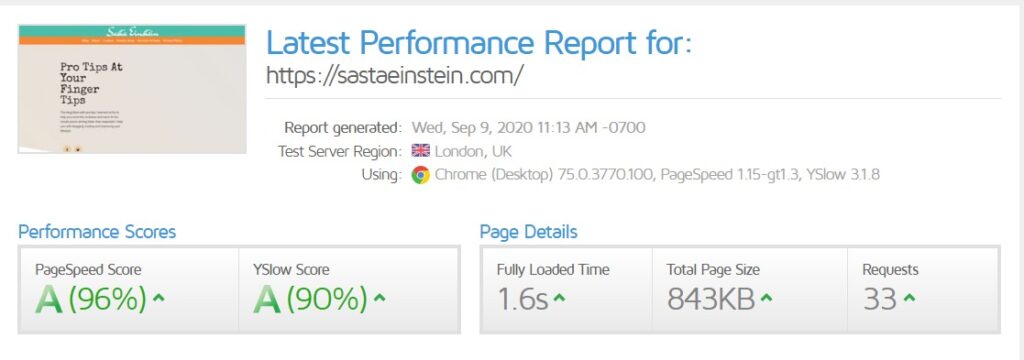 Sasta Einstein
Pro Tips At
Your
Finger
Tips
Latest Performance Report for:
https://sastaeinstein.com/
Report generated: Wed, Sep 9, 2020 11:13 AM -0700
Test Server Region: London, UK
Using: Chrome (Desktop) 75.0.3770.100, PageSpeed 1.15-gt1.3, YSlow 3.1.8
Performance Scores
Page Details
PageSpeed Score
YSlow Score
Fully Loaded Time
Total Page Size
Requests
A (96%)
A (90%)
1.6s
843KB
33